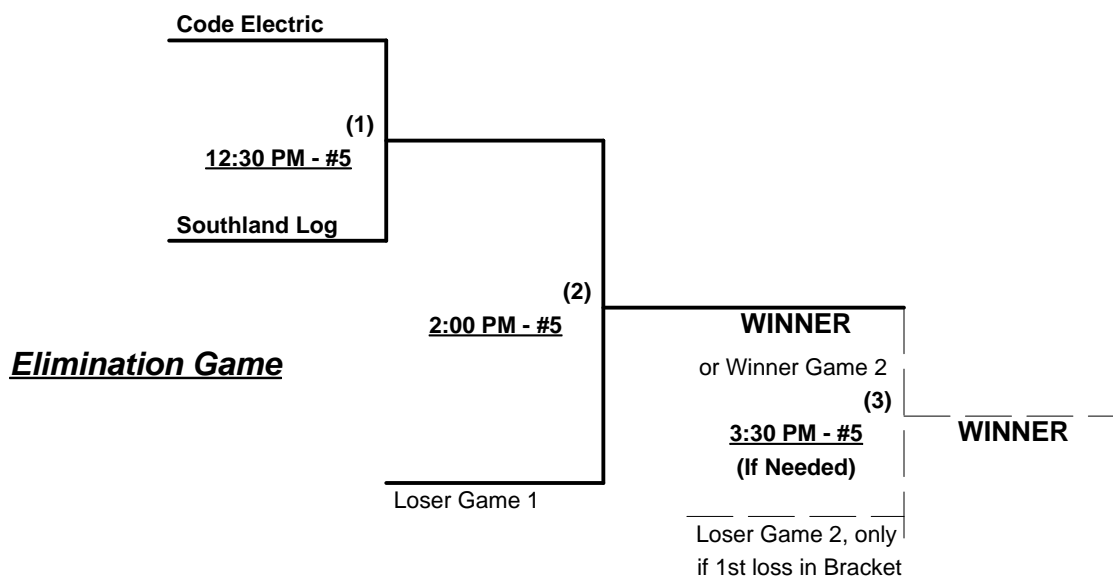 Code Electric
(1)
12:30 PM - #5
Southland Log
(2)
2:00 PM - #5
WINNER
Elimination Game
or Winner Game 2
(3)
3:30 PM - #5
WINNER
(If Needed)
Loser Game 1
Loser Game 2, only
if 1st loss in Bracket